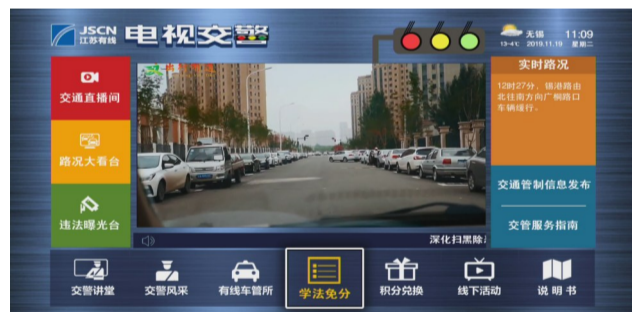 JSCN
江苏有线
电视交警
无锡 11:09
13-4℃ 2019.11.19 星期二
交通直播间
路况大看台
违法曝光台
实时路况
12时27分，锡港路由
北往南方向广桐路口
车辆缓行。
交通管制信息发布
交管服务指南
深化扫黑除
交警讲堂
交警风采
有线车管所
学法免分
积分兑换
线下活动
说明书